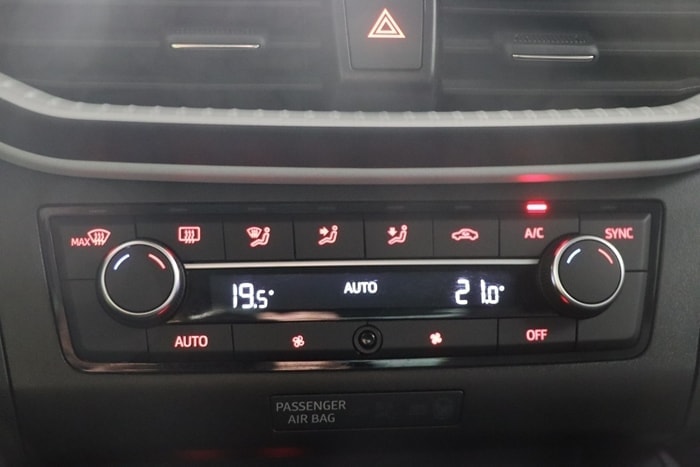 MAX
A/C
SYNC
19.5°
AUTO
21.0°
AUTO
OFF
PASSENGER
AIR BAG